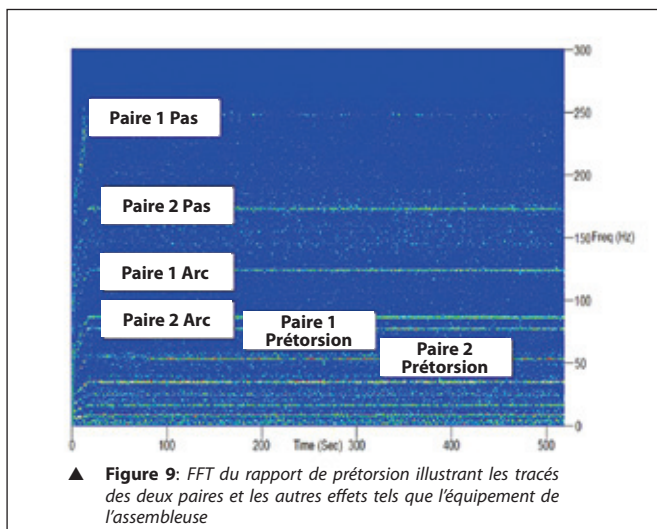 300
250
200
150
100
50
0
Freq (Hz)
Paire 1 Pas
Paire 2 Pas
Paire 1 Arc
Paire 2 Arc
Paire 1
Prétorsion
Paire 2
Prétorsion
0
100
200
Time (Sec)
300
400
500
▲ Figure 9: FFT du rapport de prétorsion illustrant les tracés
des deux paires et les autres effets tels que l'équipement de
l'assembleuse